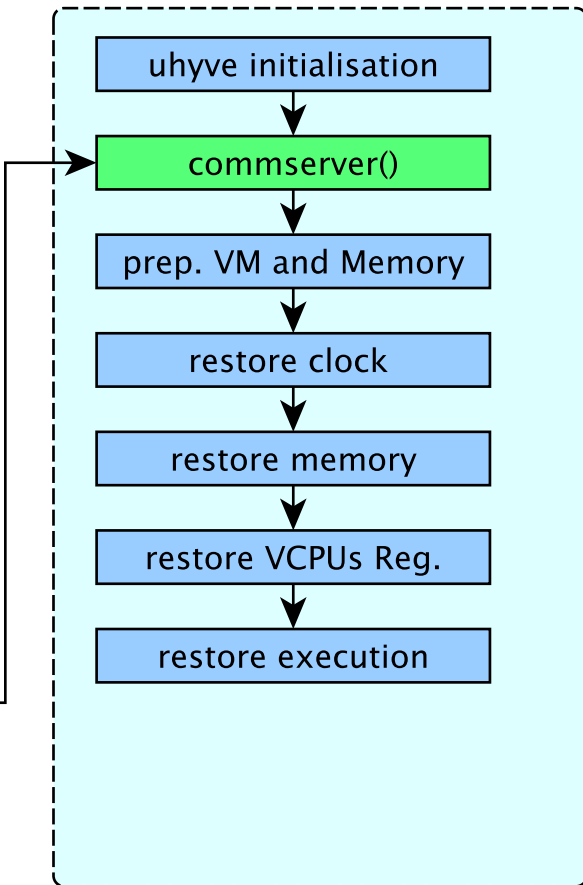 uhyve initialisation
commserver()
prep. VM and Memory
restore clock
restore memory
restore VCPUs Reg.
restore execution